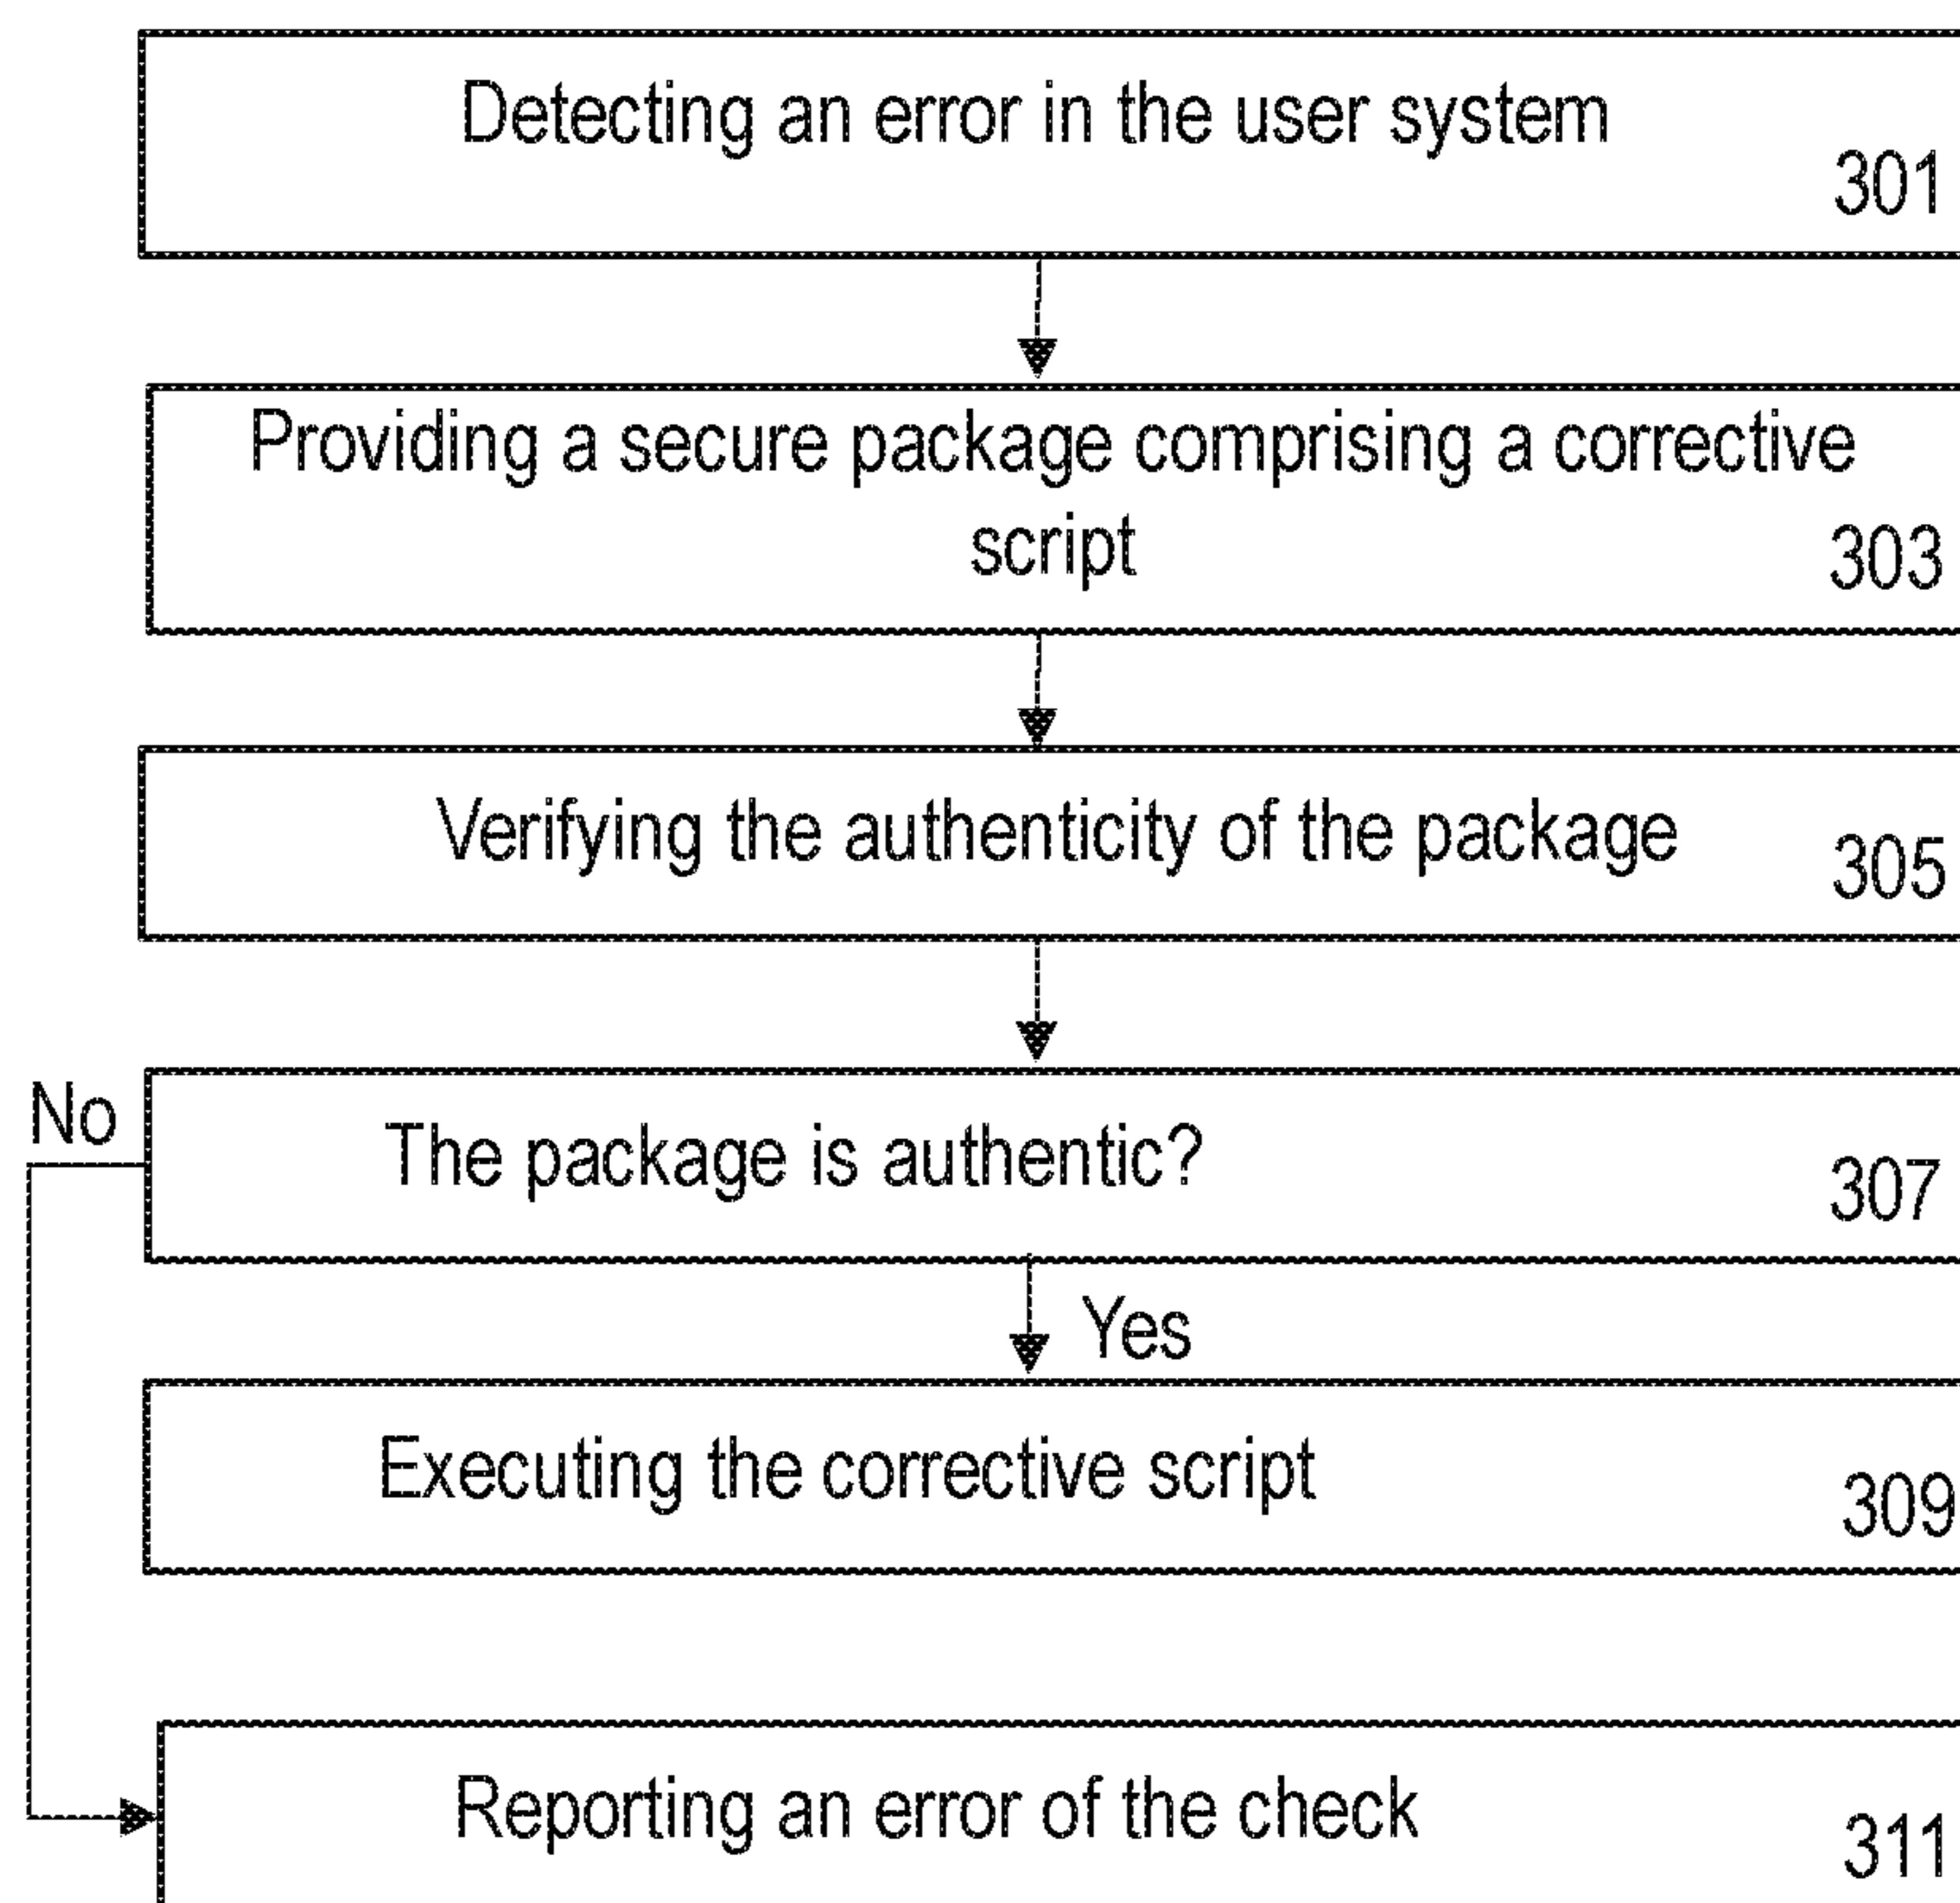 Detecting an error in the user system
301
Providing a secure package comprising a corrective
script
303
Verifying the authenticity of the package
305
No
The package is authentic?
307
Yes
Executing the corrective script
309
Reporting an error of the check
311